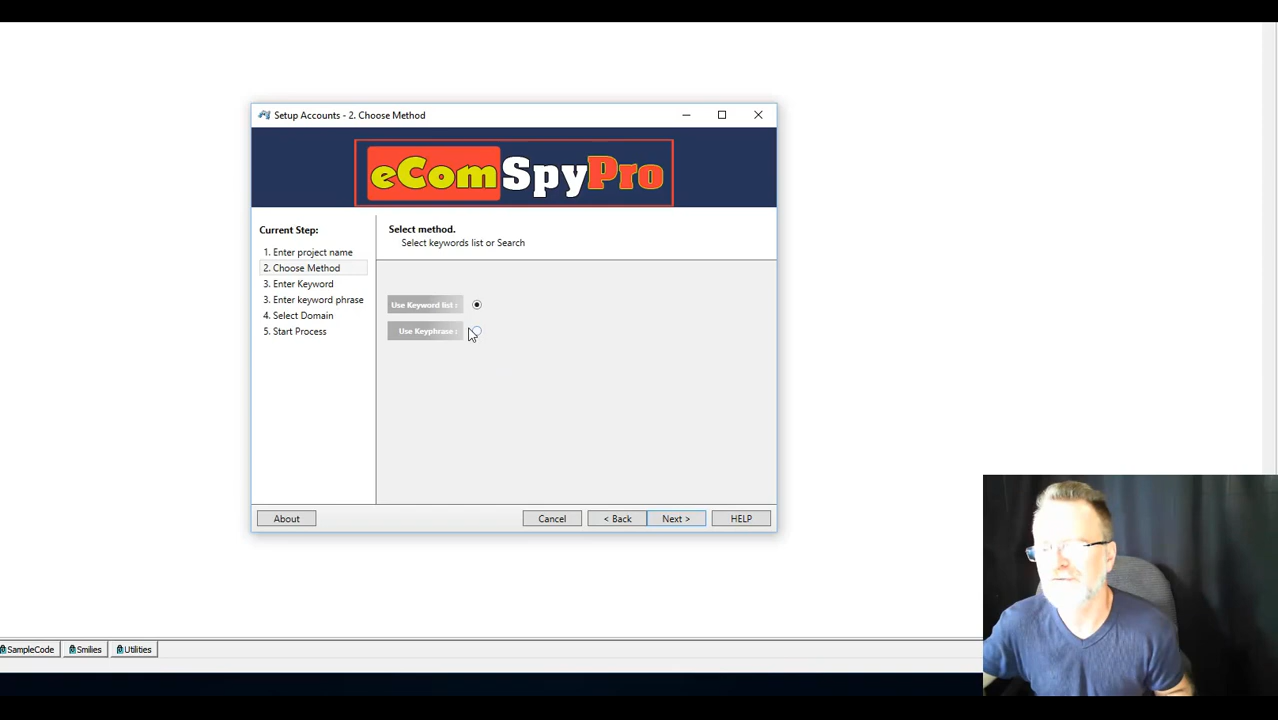 Setup Accounts - 2. Choose Method
eComSpyPro
Current Step:
1. Enter project name
2. Choose Method
3. Enter Keyword
3. Enter keyword phrase
4. Select Domain
5. Start Process
Select method.
Select keywords list or Search
Use Keyword list :
Use Keyphrase :
About
Cancel
< Back
Next >
HELP
SampleCode
Smilies
Utilities